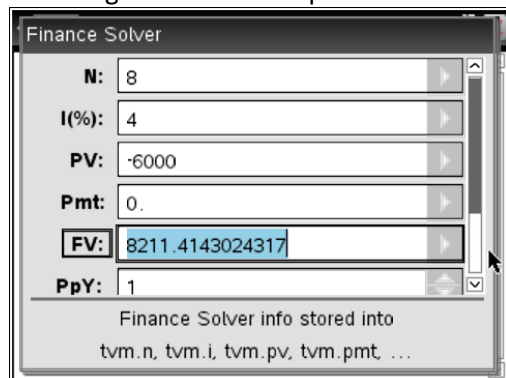 Finance Solver
N: 8
I(%): 4
PV: -6000
Pmt: 0.
FV: 8211.4143024317
PpY: 1
Finance Solver info stored into
tvm.n, tvm.i, tvm.pv, tvm.pmt, ...